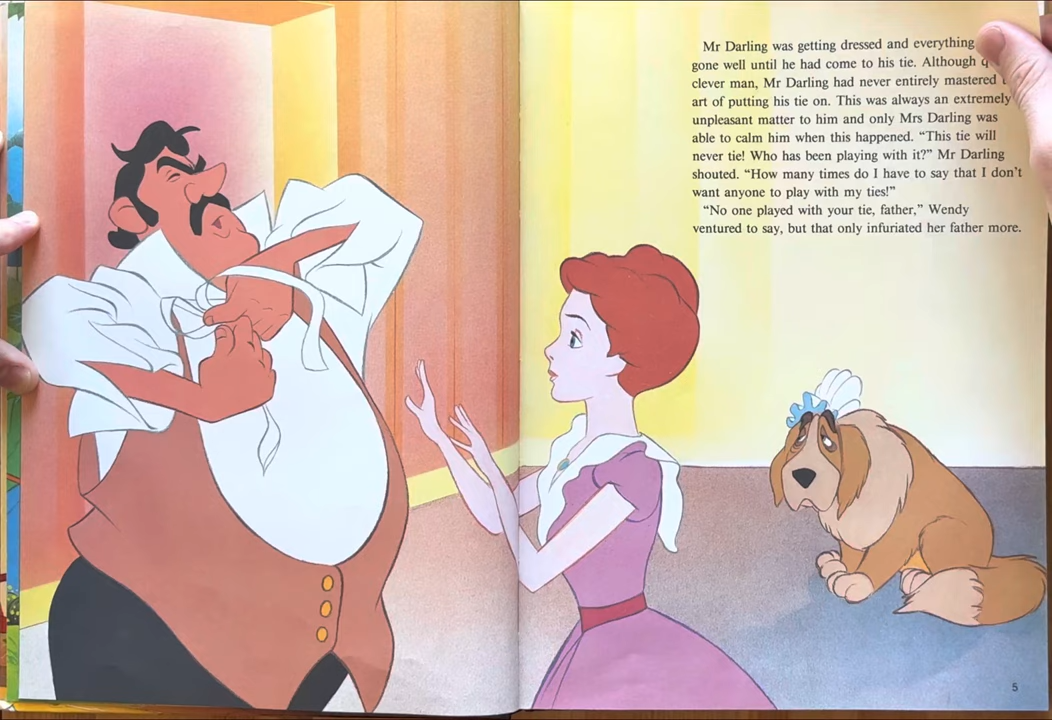 Mr Darling was getting dressed and everything
gone well until he had come to his tie. Although
clever man, Mr Darling had never entirely mastered
art of putting his tie on. This was always an extremely
unpleasant matter to him and only Mrs Darling was
able to calm him when this happened. “This tie will
never tie! Who has been playing with it?” Mr Darling
shouted. “How many times do I have to say that I don't
want anyone to play with my ties!”
“No one played with your tie, father,” Wendy
ventured to say, but that only infuriated her father more.
5